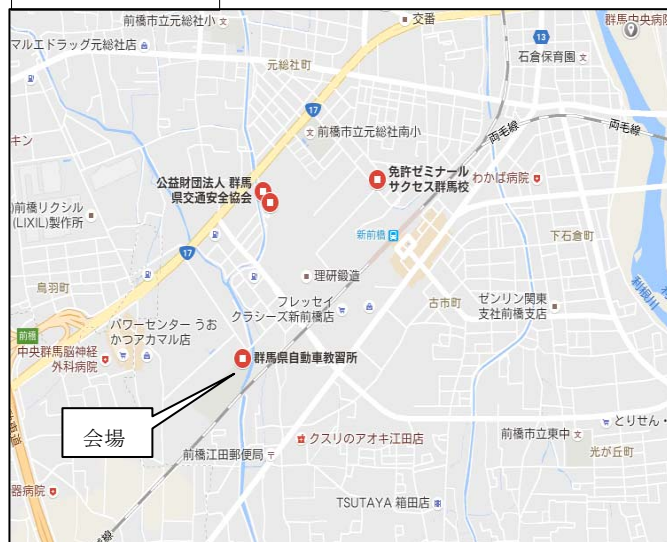 前橋市立元総社小
交番
群馬中央病院
マルエドラッグ元総社店
13
石倉保育園
元総社町
17
キン
前橋市立元総社南小
両毛線
両毛線
公益財団法人 群馬
県交通安全協会
免許ゼミナール
サクセス群馬校
わかば病院
前橋リクシル
(LIXIL)製作所
新前橋
下石倉町
17
鳥羽町
理研鍛造
利根川
フレッセイ
クラシーズ新前橋店
古市町
ゼンリン関東
支社前橋支店
前橋
パワーセンター うお
かつアカマル店
中央群馬脳神経
外科病院
群馬県自動車教習所
会場
とりせん・
クスリのアオキ江田店
前橋市立東中
前橋江田郵便局
光が丘町
器病院
TSUTAYA 箱田店